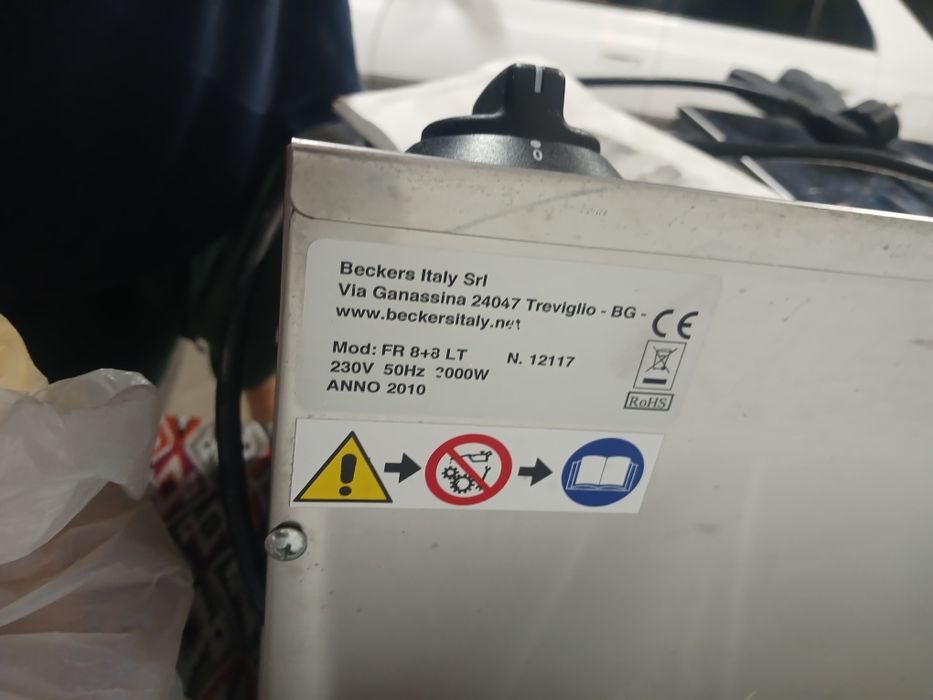 0
Beckers Italy Srl
Via Ganassina 24047 Treviglio - BG -
www.beckersitaly.net
CE
Mod: FR 8+8 LT N. 12117
230V 50Hz
ANNO 2010
RoHS